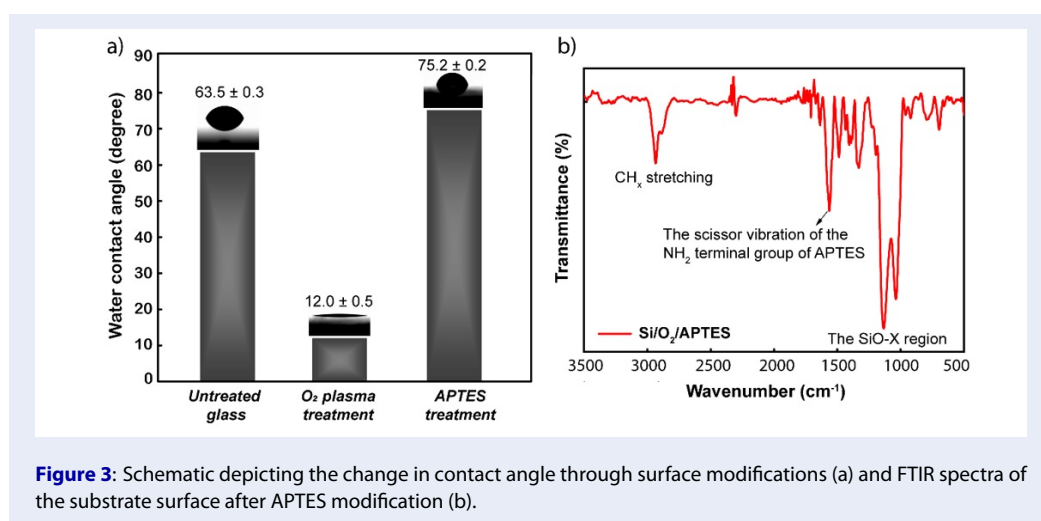 a)
90
80
70
60
50
40
30
20
10
0
Water contact angle (degree)
63.5 ± 0.3
12.0 ± 0.5
75.2 ± 0.2
Untreated
glass
O₂ plasma
treatment
APTES
treatment
b)
Transmittance (%)
CHₓ stretching
The scissor vibration of the
NH₂ terminal group of APTES
Si/O₂/APTES
The SiO-X region
3500 3000 2500 2000 1500 1000 500
Wavenumber (cm⁻¹)
Figure 3: Schematic depicting the change in contact angle through surface modifications (a) and FTIR spectra of
the substrate surface after APTES modification (b).